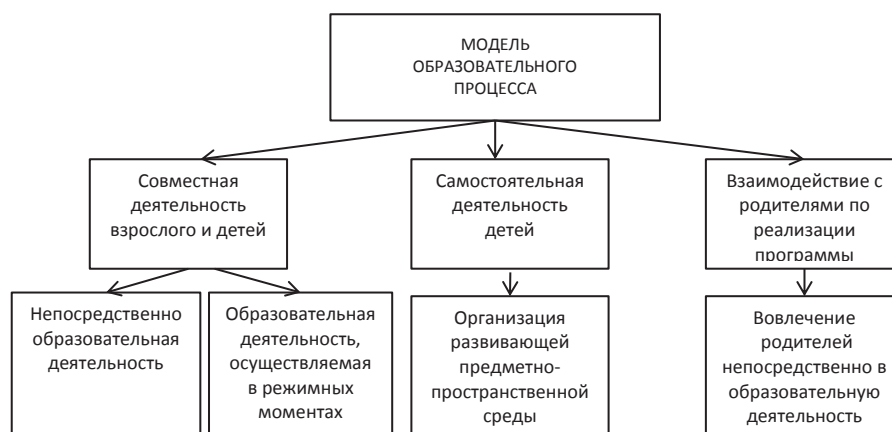 МОДЕЛЬ
ОБРАЗОВАТЕЛЬНОГО
ПРОЦЕССА
Совместная
деятельность
взрослого и детей
Самостоятельная
деятельность
детей
Взаимодействие с
родителями по
реализации
программы
Непосредственно
образовательная
деятельность
Образовательная
деятельность,
осуществляемая
в режимных
моментах
Организация
развивающей
предметно-
пространственной
среды
Вовлечение
родителей
непосредственно в
образовательную
деятельность